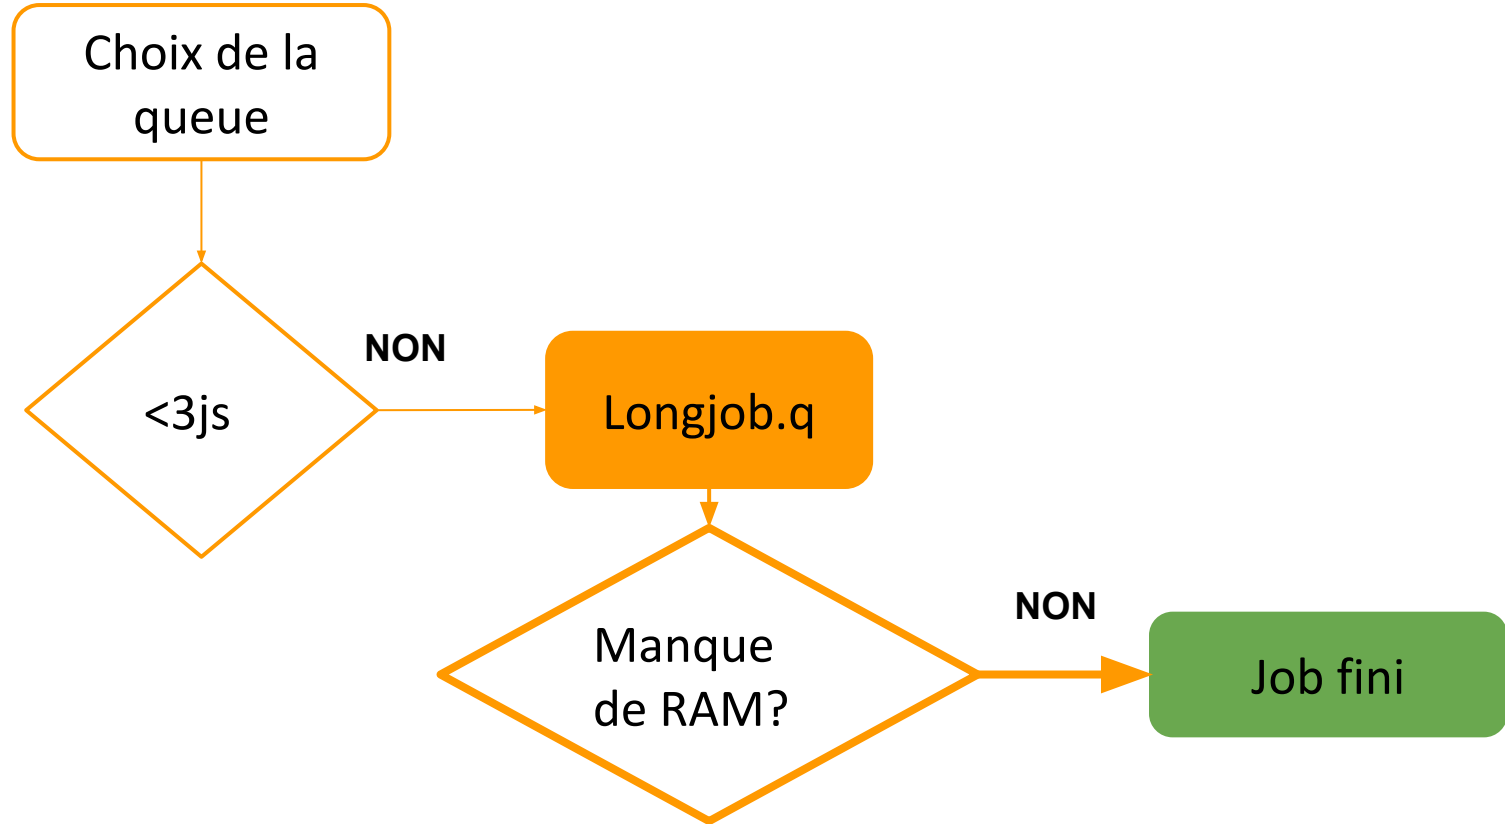 Choix de la
queue
NON
<3js
Longjob.q
NON
Manque
de RAM?
Job fini